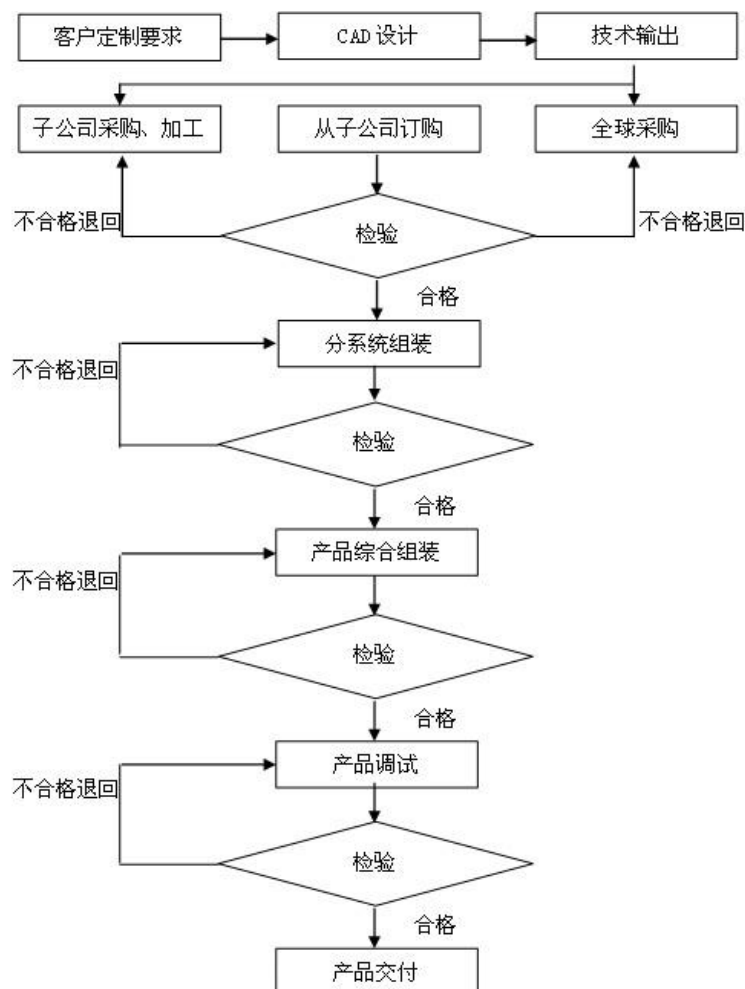 客户定制要求
CAD 设计
技术输出
子公司采购、加工
从子公司订购
全球采购
不合格退回
检验
不合格退回
合格
分系统组装
不合格退回
检验
合格
产品综合组装
不合格退回
检验
合格
产品调试
不合格退回
检验
合格
产品交付